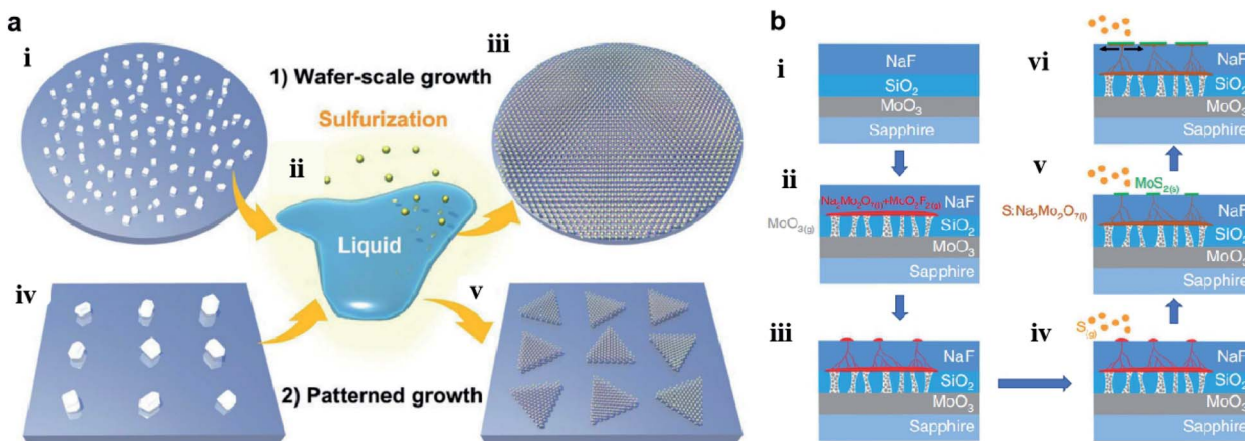 a
i
1) Wafer-scale growth
iii
Sulfurization
ii
Liquid
iv
v
2) Patterned growth
b
i
NaF
SiO₂
MoO₃
Sapphire
ii
Na₂Mo₂O₇₍ₗ₎+MoO₂F₂₍g₎
MoO₃(g)
NaF
SiO₂
MoO₃
Sapphire
iii
NaF
SiO₂
MoO₃
Sapphire
iv
S(g)
NaF
SiO₂
MoO₃
Sapphire
v
MoS₂(s)
S:Na₂Mo₂O₇(l)
NaF
SiO₂
MoO₃
Sapphire
vi
NaF
SiO₂
MoO₃
Sapphire